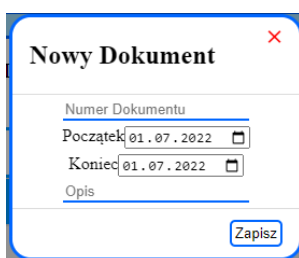 Nowy Dokument
Numer Dokumentu
Początek 01.07.2022
Koniec 01.07.2022
Opis
Zapisz